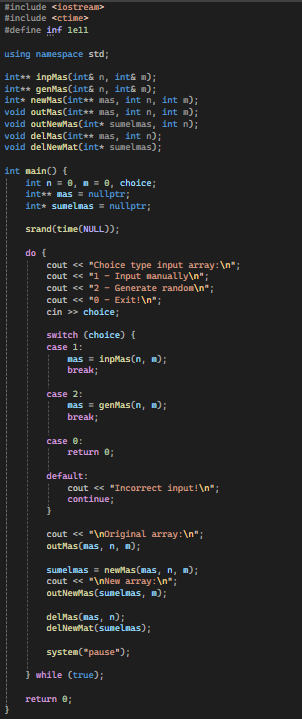 #include <iostream>
#include <ctime>
#define inf 1e11
using namespace std;
int** inpMas(int& n, int& m);
int** genMas(int& n, int& m);
int* newMas(int** mas, int n, int m);
void outMas(int** mas, int n, int m);
void outNewMas(int* sumelmas, int n);
void delMas(int** mas, int n);
void delNewMat(int* sumelmas);
int main() {
int n = 0, m = 0, choice;
int** mas = nullptr;
int* sumelmas = nullptr;
srand(time(NULL));
do {
cout << "Choice type input array:\n";
cout << "1 - Input manually\n";
cout << "2 - Generate random\n";
cout << "0 - Exit!\n";
cin >> choice;
switch (choice) {
case 1:
mas = inpMas(n, m);
break;
case 2:
mas = genMas(n, m);
break;
case 0:
return 0;
default:
cout << "Incorrect input!\n";
continue;
}
cout << "\nOriginal array:\n";
outMas(mas, n, m);
sumelmas = newMas(mas, n, m);
cout << "\nNew array:\n";
outNewMas(sumelmas, m);
delMas(mas, n);
delNewMat(sumelmas);
system("pause");
} while (true);
return 0;
}